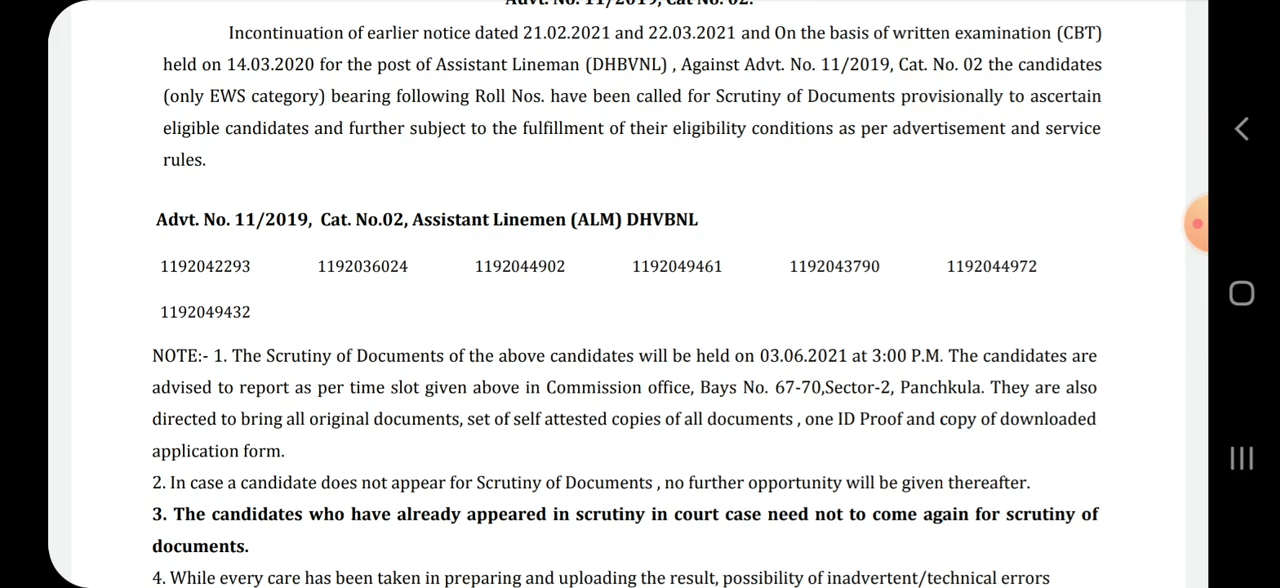 Advt. No. 11/2019, Cat No. 02.
Incontinuation of earlier notice dated 21.02.2021 and 22.03.2021 and On the basis of written examination (CBT)
held on 14.03.2020 for the post of Assistant Lineman (DHBVNL) , Against Advt. No. 11/2019, Cat. No. 02 the candidates
(only EWS category) bearing following Roll Nos. have been called for Scrutiny of Documents provisionally to ascertain
eligible candidates and further subject to the fulfillment of their eligibility conditions as per advertisement and service
rules.
Advt. No. 11/2019, Cat. No.02, Assistant Linemen (ALM) DHVBNL
1192042293 1192036024 1192044902 1192049461 1192043790 1192044972
1192049432
NOTE:- 1. The Scrutiny of Documents of the above candidates will be held on 03.06.2021 at 3:00 P.M. The candidates are
advised to report as per time slot given above in Commission office, Bays No. 67-70,Sector-2, Panchkula. They are also
directed to bring all original documents, set of self attested copies of all documents , one ID Proof and copy of downloaded
application form.
2. In case a candidate does not appear for Scrutiny of Documents , no further opportunity will be given thereafter.
3. The candidates who have already appeared in scrutiny in court case need not to come again for scrutiny of
documents.
4. While every care has been taken in preparing and uploading the result, possibility of inadvertent/technical errors